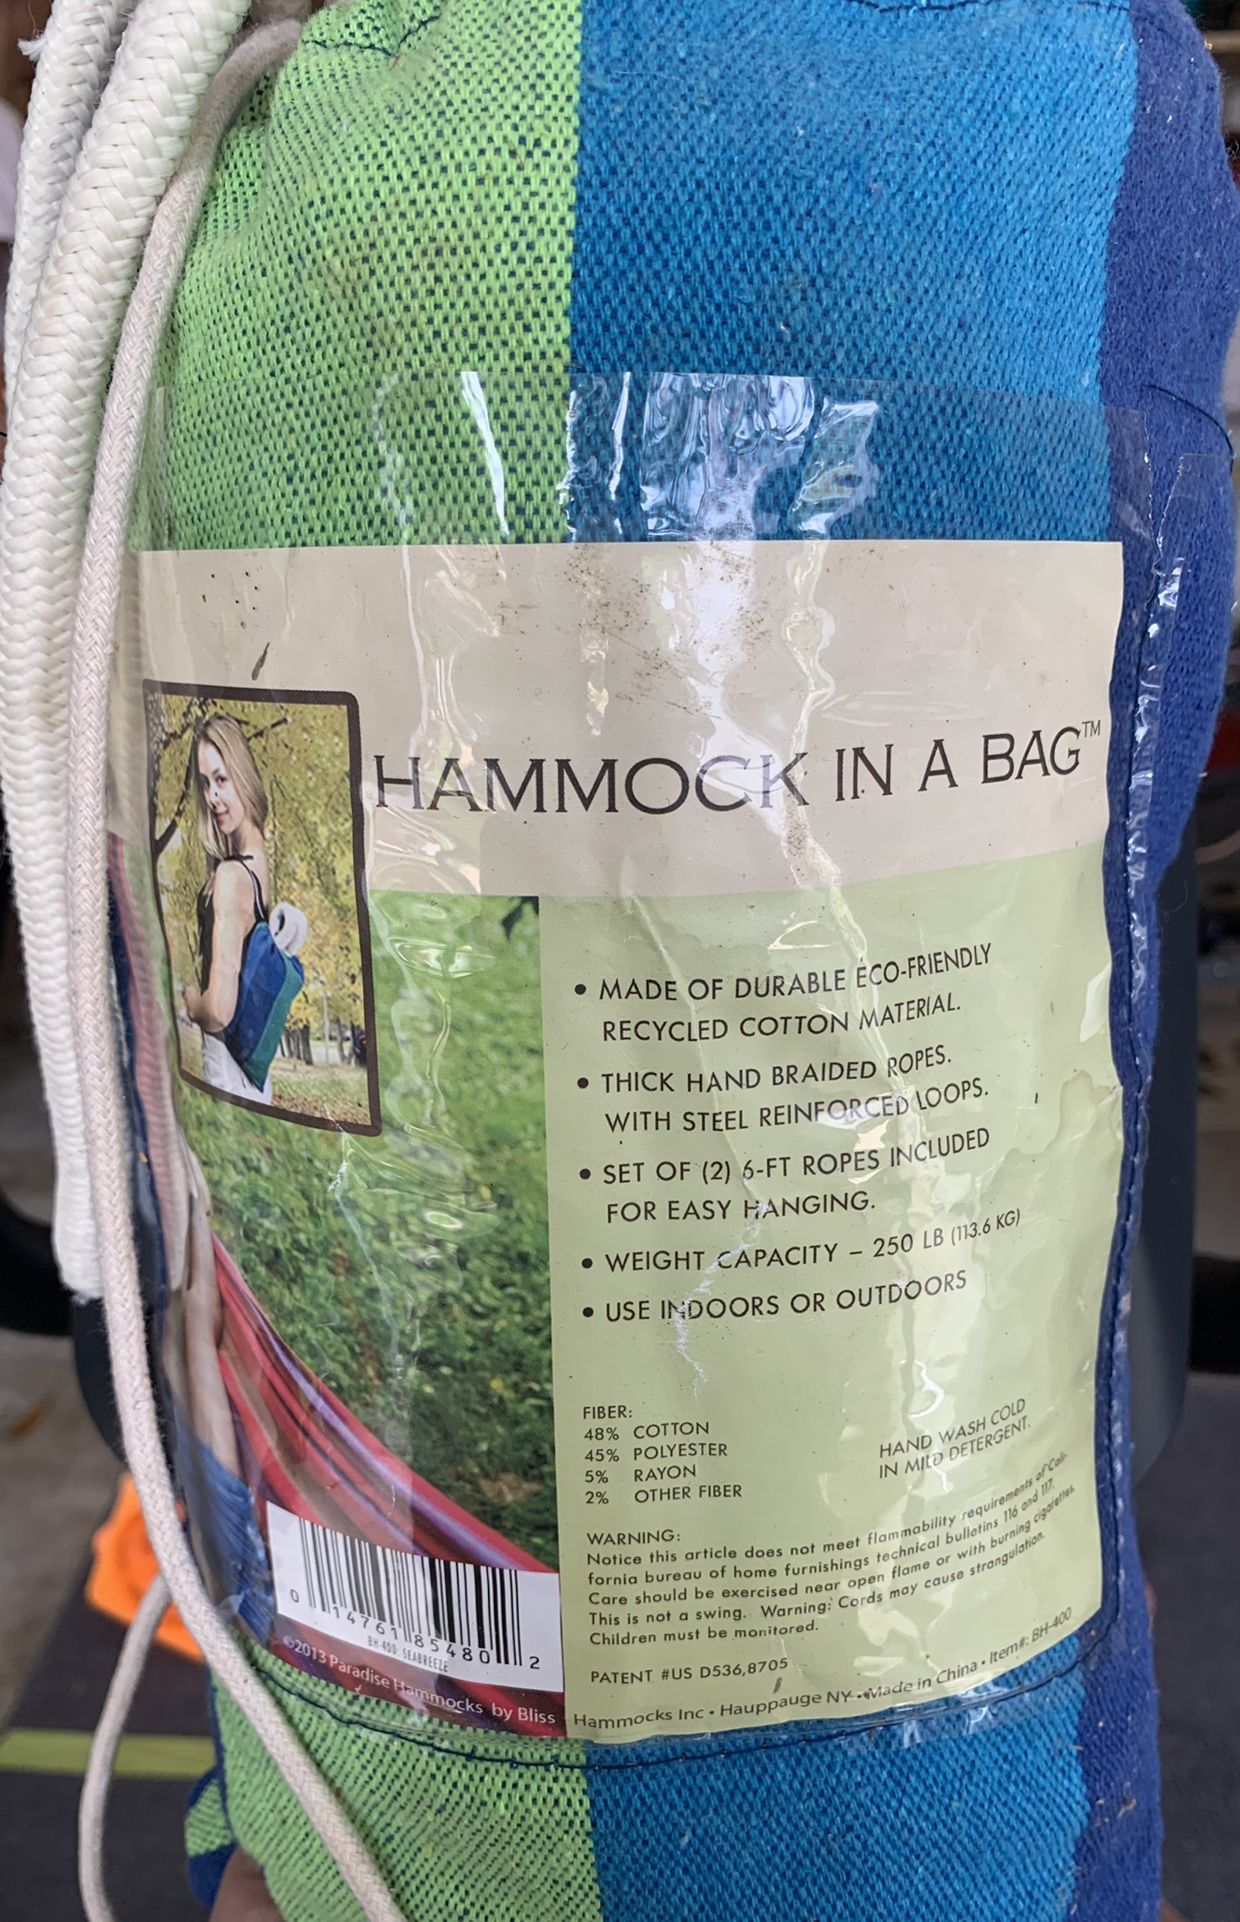 HAMMOCK IN A BAG™
• MADE OF DURABLE ECO-FRIENDLY
RECYCLED COTTON MATERIAL.
• THICK HAND BRAIDED ROPES.
WITH STEEL REINFORCED LOOPS.
• SET OF (2) 6-FT ROPES INCLUDED
FOR EASY HANGING.
• WEIGHT CAPACITY – 250 LB (113.6 KG)
• USE INDOORS OR OUTDOORS
FIBER:
48% COTTON
45% POLYESTER
5% RAYON
2% OTHER FIBER
HAND WASH COLD
IN MILD DETERGENT.
WARNING:
Notice this article does not meet flammability requirements of Cali-
fornia bureau of home furnishings technical bulletins 116 and 117.
Care should be exercised near open flame or with burning cigarettes.
This is not a swing. Warning: Cords may cause strangulation.
Children must be monitored.
PATENT #US D536,8705
0 14761 85480 2
BH-400: SEABREEZE
©2013 Paradise Hammocks by Bliss Hammocks Inc • Hauppauge NY • Made in China • Item#: BH-400